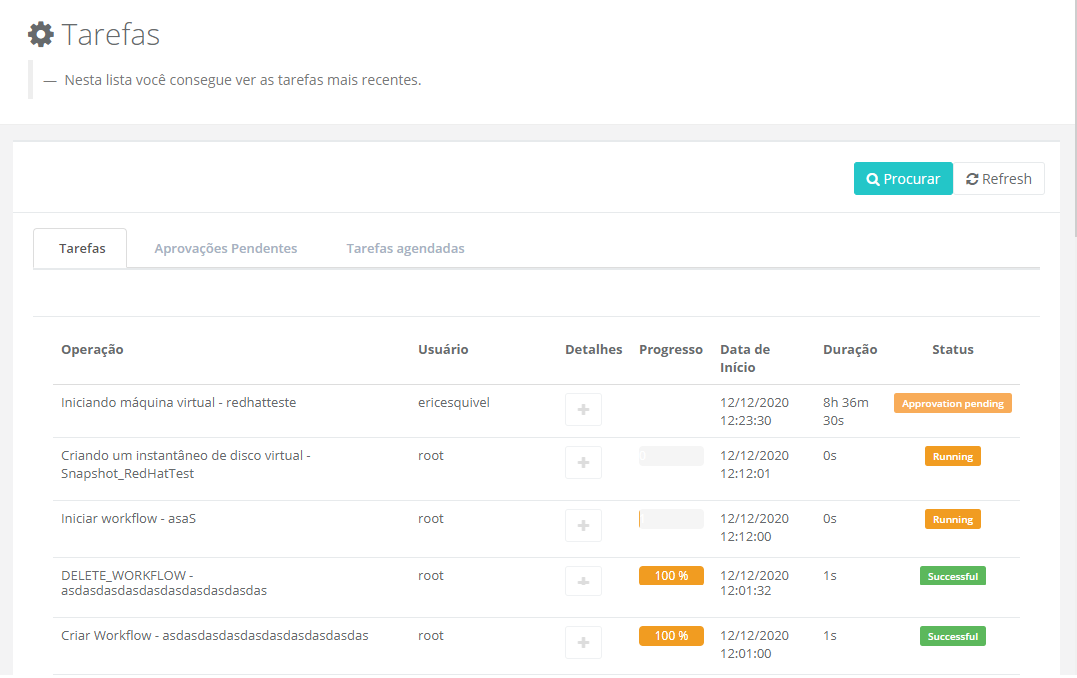 Tarefas
— Nesta lista você consegue ver as tarefas mais recentes.
Procurar Refresh
Tarefas Aprovações Pendentes Tarefas agendadas
Operação Usuário Detalhes Progresso Data de Início Duração Status
Iniciando máquina virtual - redhatteste ericesquivel 12/12/2020 8h 36m Approvation pending
12:23:30 30s
Criando um instantâneo de disco virtual - root 12/12/2020 0s Running
Snapshot_RedHatTest 12:12:01
Iniciar workflow - asaS root 12/12/2020 0s Running
12:12:00
DELETE_WORKFLOW - root 100 % 12/12/2020 1s Successful
asdasdasdasdasdasdasdasdasdas 12:01:32
Criar Workflow - asdasdasdasdasdasdasdasdasdas root 100 % 12/12/2020 1s Successful
12:01:00